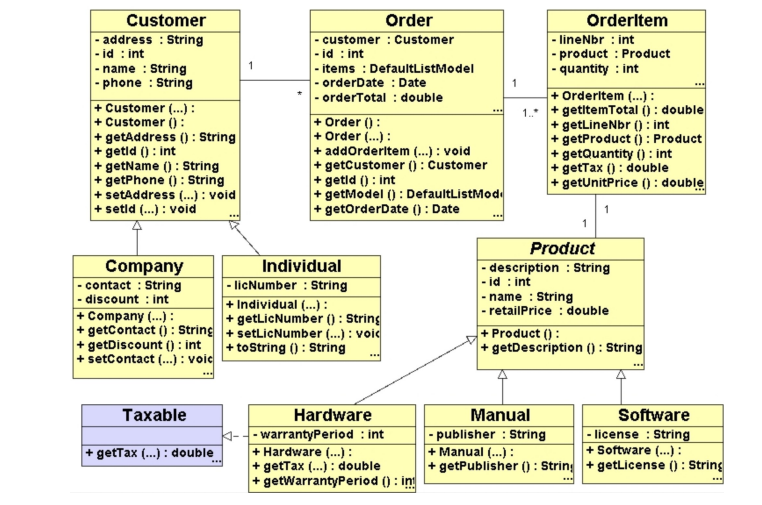 Customer
- address : String
- id : int
- name : String
- phone : String
+ Customer (...) :
+ Customer () :
+ getAddress () : String
+ getId () : int
+ getName () : String
+ getPhone () : String
+ setAddress (...) : void
+ setId (...) : void
...
1
*
Order
- customer : Customer
- id : int
- items : DefaultListModel
- orderDate : Date
- orderTotal : double
...
+ Order () :
+ Order (...) :
+ addOrderItem (...) : void
+ getCustomer () : Customer
+ getId () : int
+ getModel () : DefaultListMode
+ getOrderDate () : Date
...
1
1..*
OrderItem
- lineNbr : int
- product : Product
- quantity : int
...
+ OrderItem (...) :
+ getItemTotal () : double
+ getLineNbr () : int
+ getProduct () : Product
+ getQuantity () : int
+ getTax () : double
+ getUnitPrice () : double
...
1
1
Company
- contact : String
- discount : int
+ Company (...) :
+ getContact () : String
+ getDiscount () : int
+ setContact (...) : void
...
Individual
- licNumber : String
+ Individual (...) :
+ getLicNumber () : String
+ setLicNumber (...) : void
+ toString () : String
...
Product
- description : String
- id : int
- name : String
- retailPrice : double
+ Product () :
+ getDescription () : String
...
Taxable
+ getTax (...) : double
...
Hardware
- warrantyPeriod : int
+ Hardware (...) :
+ getTax (...) : double
+ getWarrantyPeriod () : int
...
Manual
- publisher : String
+ Manual (...) :
+ getPublisher () : String
...
Software
- license : String
+ Software (...) :
+ getLicense () : String
...